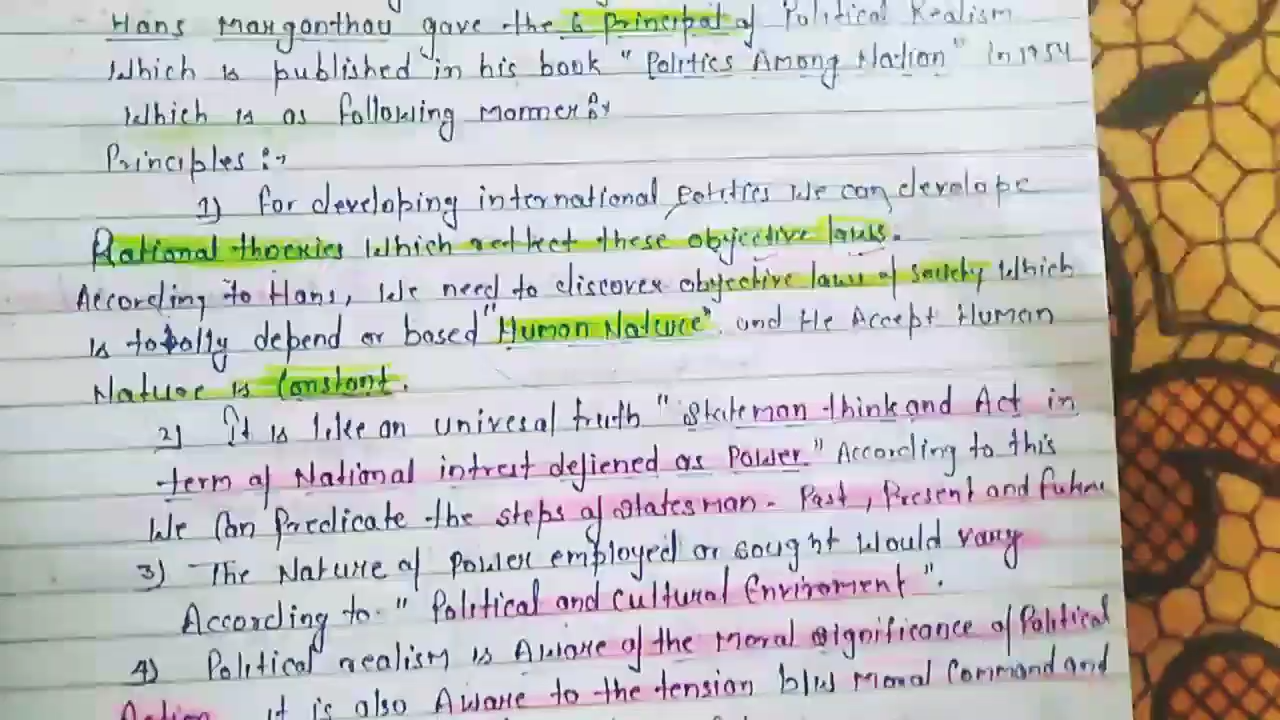 Hans Morgonthau gave the 6 Principal of Political Realism
Which is published in his book "Politics Among Nation" in 1954
Which is as following manner:-
Principles :-
1) for developing international politics we can develope
Rational theories which reflect these objective laws.
According to Hans, We need to discover objective laws of society which
is totally depend or based "Human Nature". and He Accept Human
Nature is Constant.
2) It is like an univesal truth "Stateman think and Act in
term of National intrest defiened as Power." According to this
We Can Predicate the steps of statesman - Past, Present and future
3) The Nature of Power employed or sought would vary
According to "Political and cultural Enviroment".
4) Political realism is Aware of the moral significance of Political
Action. it is also Aware to the tension b/w moral Command and